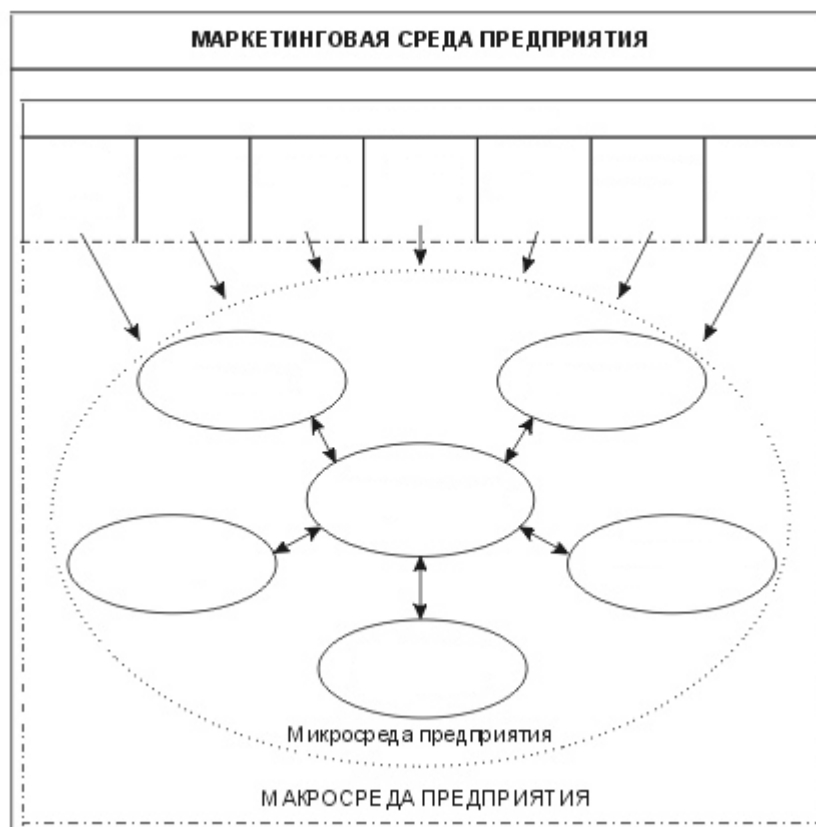 МАРКЕТИНГОВАЯ СРЕДА ПРЕДПРИЯТИЯ
Микросреда предприятия
МАКРОСРЕДА ПРЕДПРИЯТИЯ